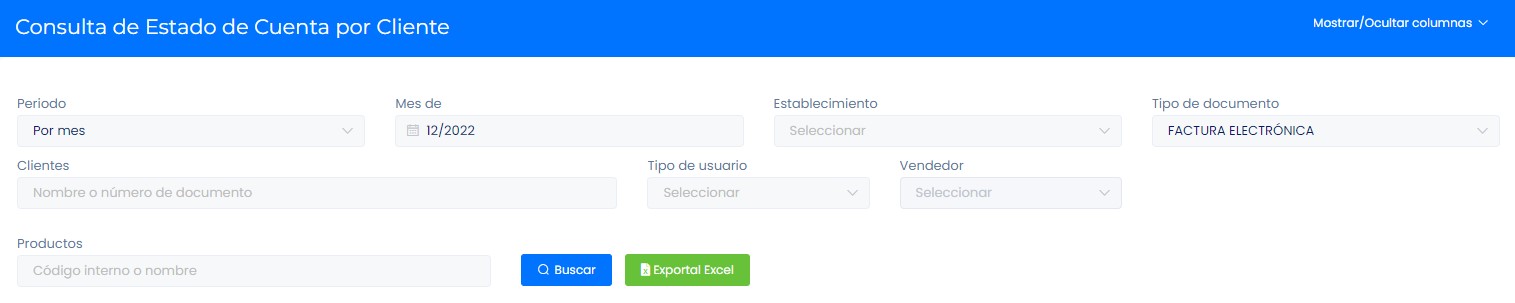 Consulta de Estado de Cuenta por Cliente
Mostrar/Ocultar columnas
Periodo
Mes de
Establecimiento
Tipo de documento
Por mes
12/2022
Seleccionar
FACTURA ELECTRÓNICA
Clientes
Tipo de usuario
Vendedor
Nombre o número de documento
Seleccionar
Seleccionar
Productos
Código interno o nombre
Buscar
Exportal Excel